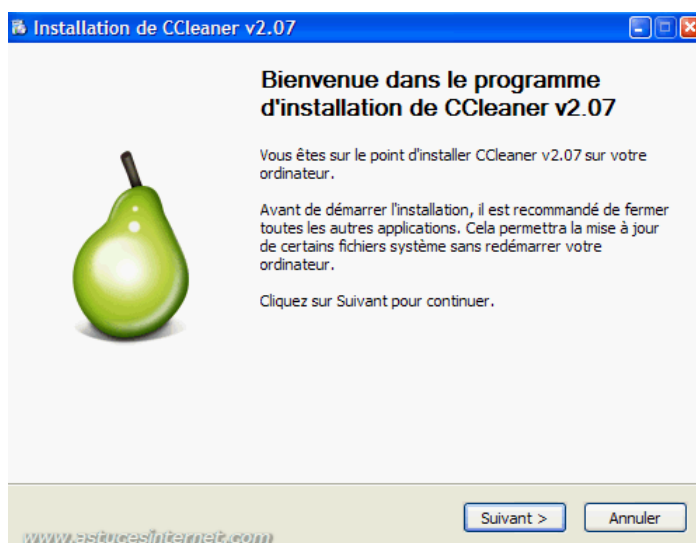 Installation de CCleaner v2.07
Bienvenue dans le programme
d'installation de CCleaner v2.07
Vous êtes sur le point d'installer CCleaner v2.07 sur votre
ordinateur.
Avant de démarrer l'installation, il est recommandé de fermer
toutes les autres applications. Cela permettra la mise à jour
de certains fichiers système sans redémarrer votre
ordinateur.
Cliquez sur Suivant pour continuer.
Suivant >
Annuler
www.astucesinternet.com